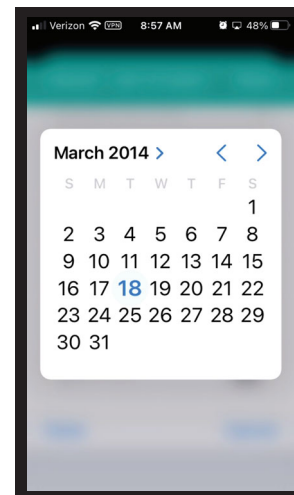 Verizon VPN 8:57 AM 48%
March 2014 > < >
S M T W T F S
1
2 3 4 5 6 7 8
9 10 11 12 13 14 15
16 17 18 19 20 21 22
23 24 25 26 27 28 29
30 31